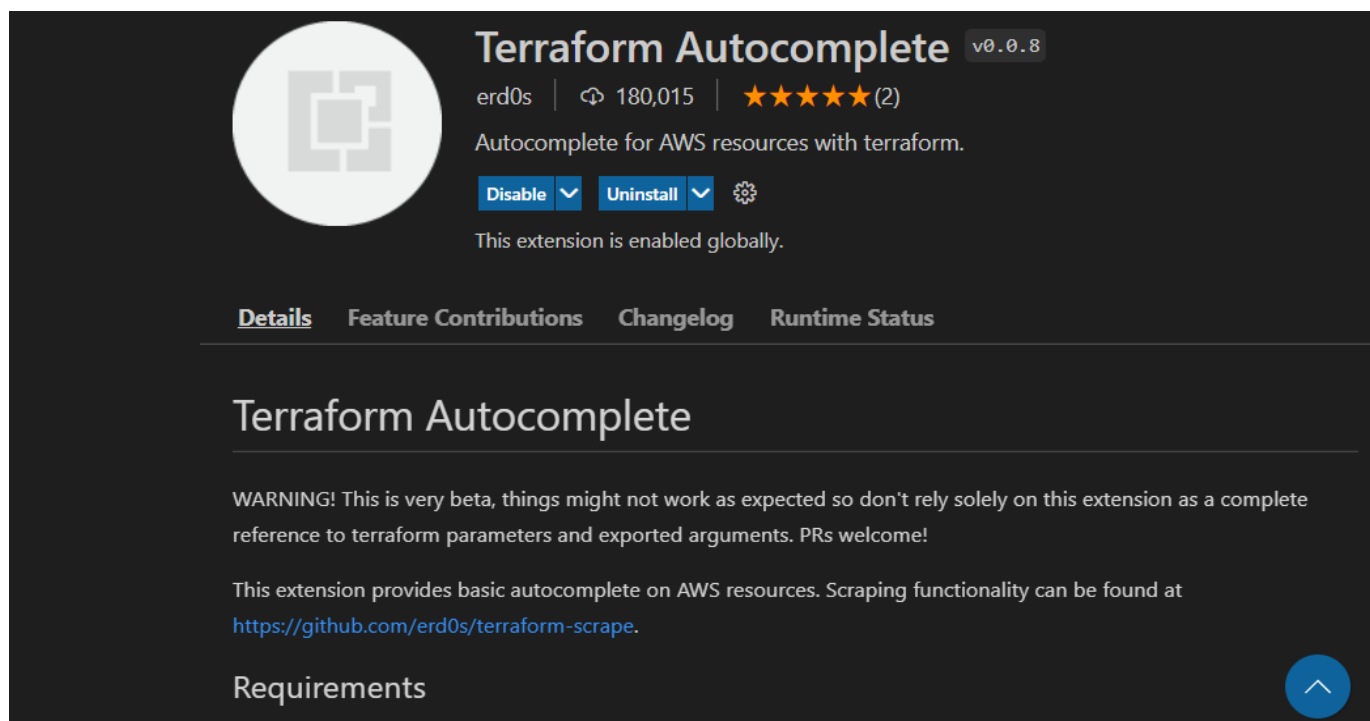 Terraform Autocomplete v0.0.8
erd0s 180,015 (2)
Autocomplete for AWS resources with terraform.
Disable Uninstall
This extension is enabled globally.
Details Feature Contributions Changelog Runtime Status
Terraform Autocomplete
WARNING! This is very beta, things might not work as expected so don't rely solely on this extension as a complete
reference to terraform parameters and exported arguments. PRs welcome!
This extension provides basic autocomplete on AWS resources. Scraping functionality can be found at
https://github.com/erd0s/terraform-scrape.
Requirements